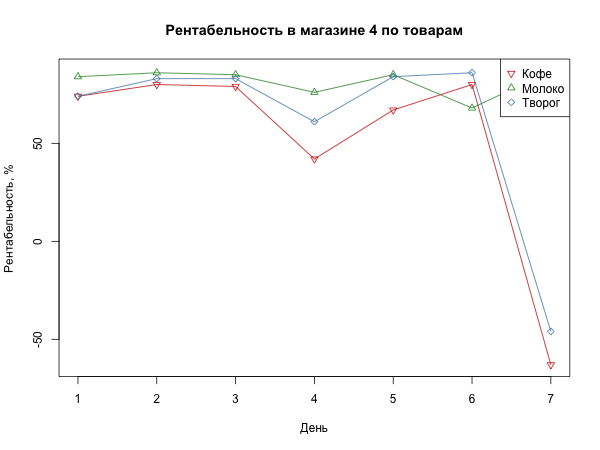 Рентабельность в магазине 4 по товарам
Рентабельность, %
50
0
-50
Кофе
Молоко
Творог
1 2 3 4 5 6 7
День